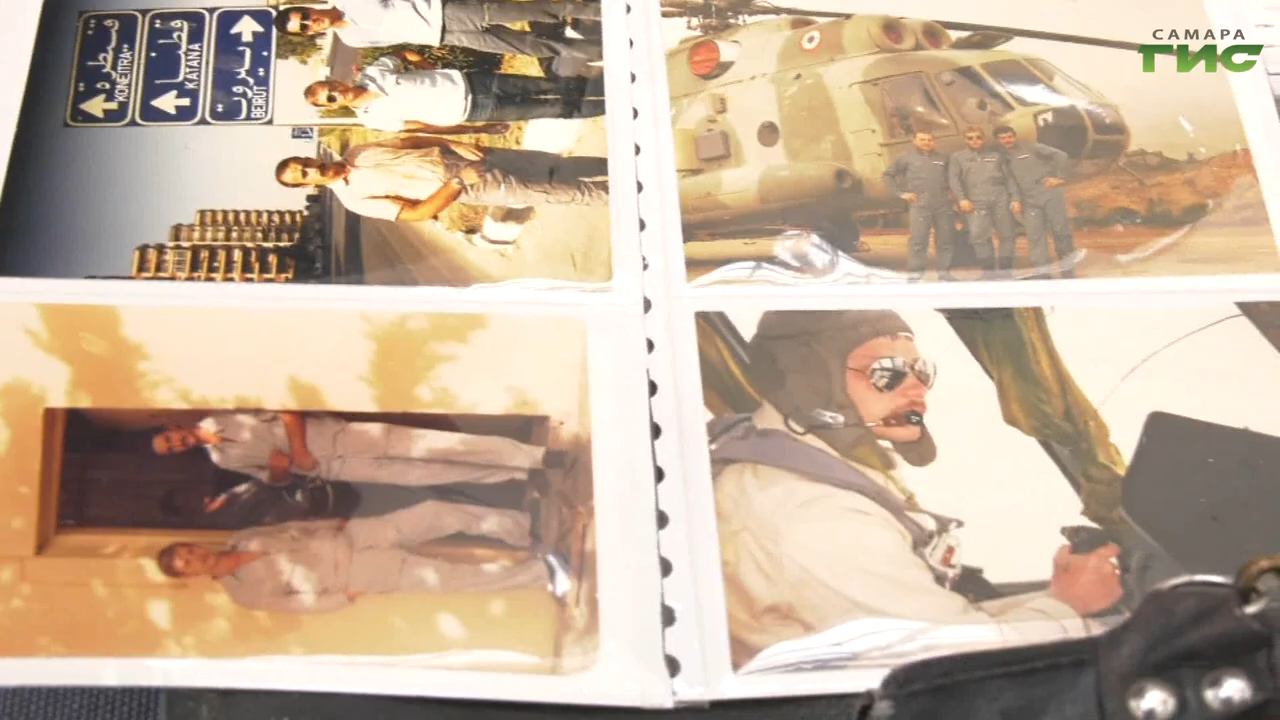 САМАРА
ГИС
قنيطرة
KONEITRA
قطنا
KATANA
بيروت
BEIRUT